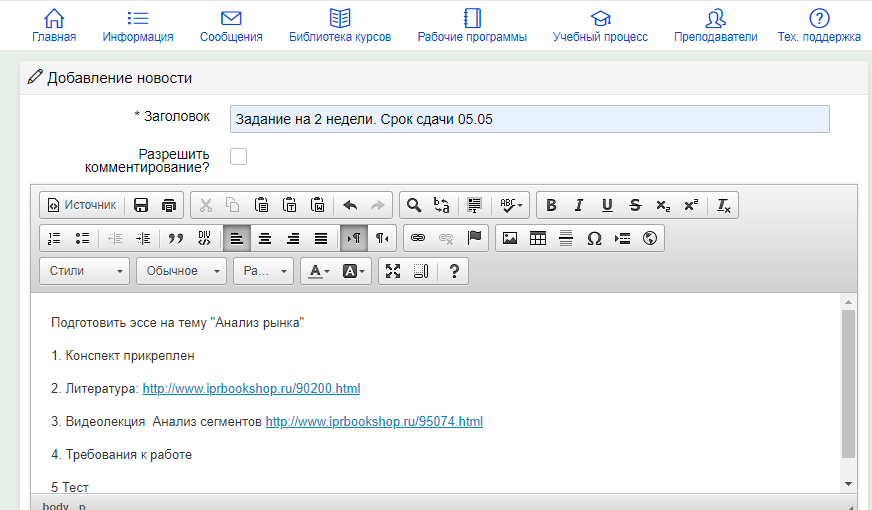 Главная Информация Сообщения Библиотека курсов Рабочие программы Учебный процесс Преподаватели Тех. поддержка
Добавление новости
* Заголовок Задание на 2 недели. Срок сдачи 05.05
Разрешить
комментирование?
Источник
Стили Обычное Ра...
Подготовить эссе на тему "Анализ рынка"
1. Конспект прикреплен
2. Литература: http://www.iprbookshop.ru/90200.html
3. Видеолекция Анализ сегментов http://www.iprbookshop.ru/95074.html
4. Требования к работе
5 Тест
body p